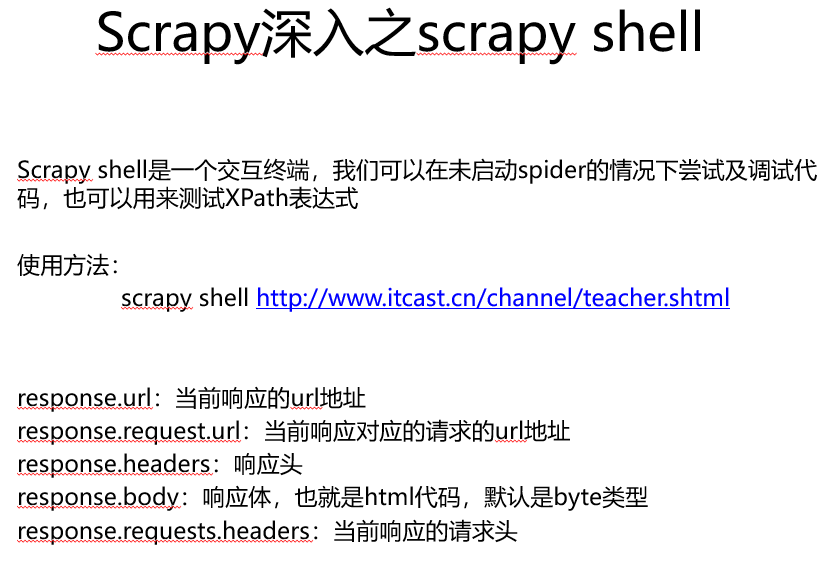 Scrapy深入之scrapy shell
Scrapy shell是一个交互终端，我们可以在未启动spider的情况下尝试及调试代
码，也可以用来测试XPath表达式
使用方法：
scrapy shell http://www.itcast.cn/channel/teacher.shtml
response.url：当前响应的url地址
response.request.url：当前响应对应的请求的url地址
response.headers：响应头
response.body：响应体，也就是html代码，默认是byte类型
response.requests.headers：当前响应的请求头